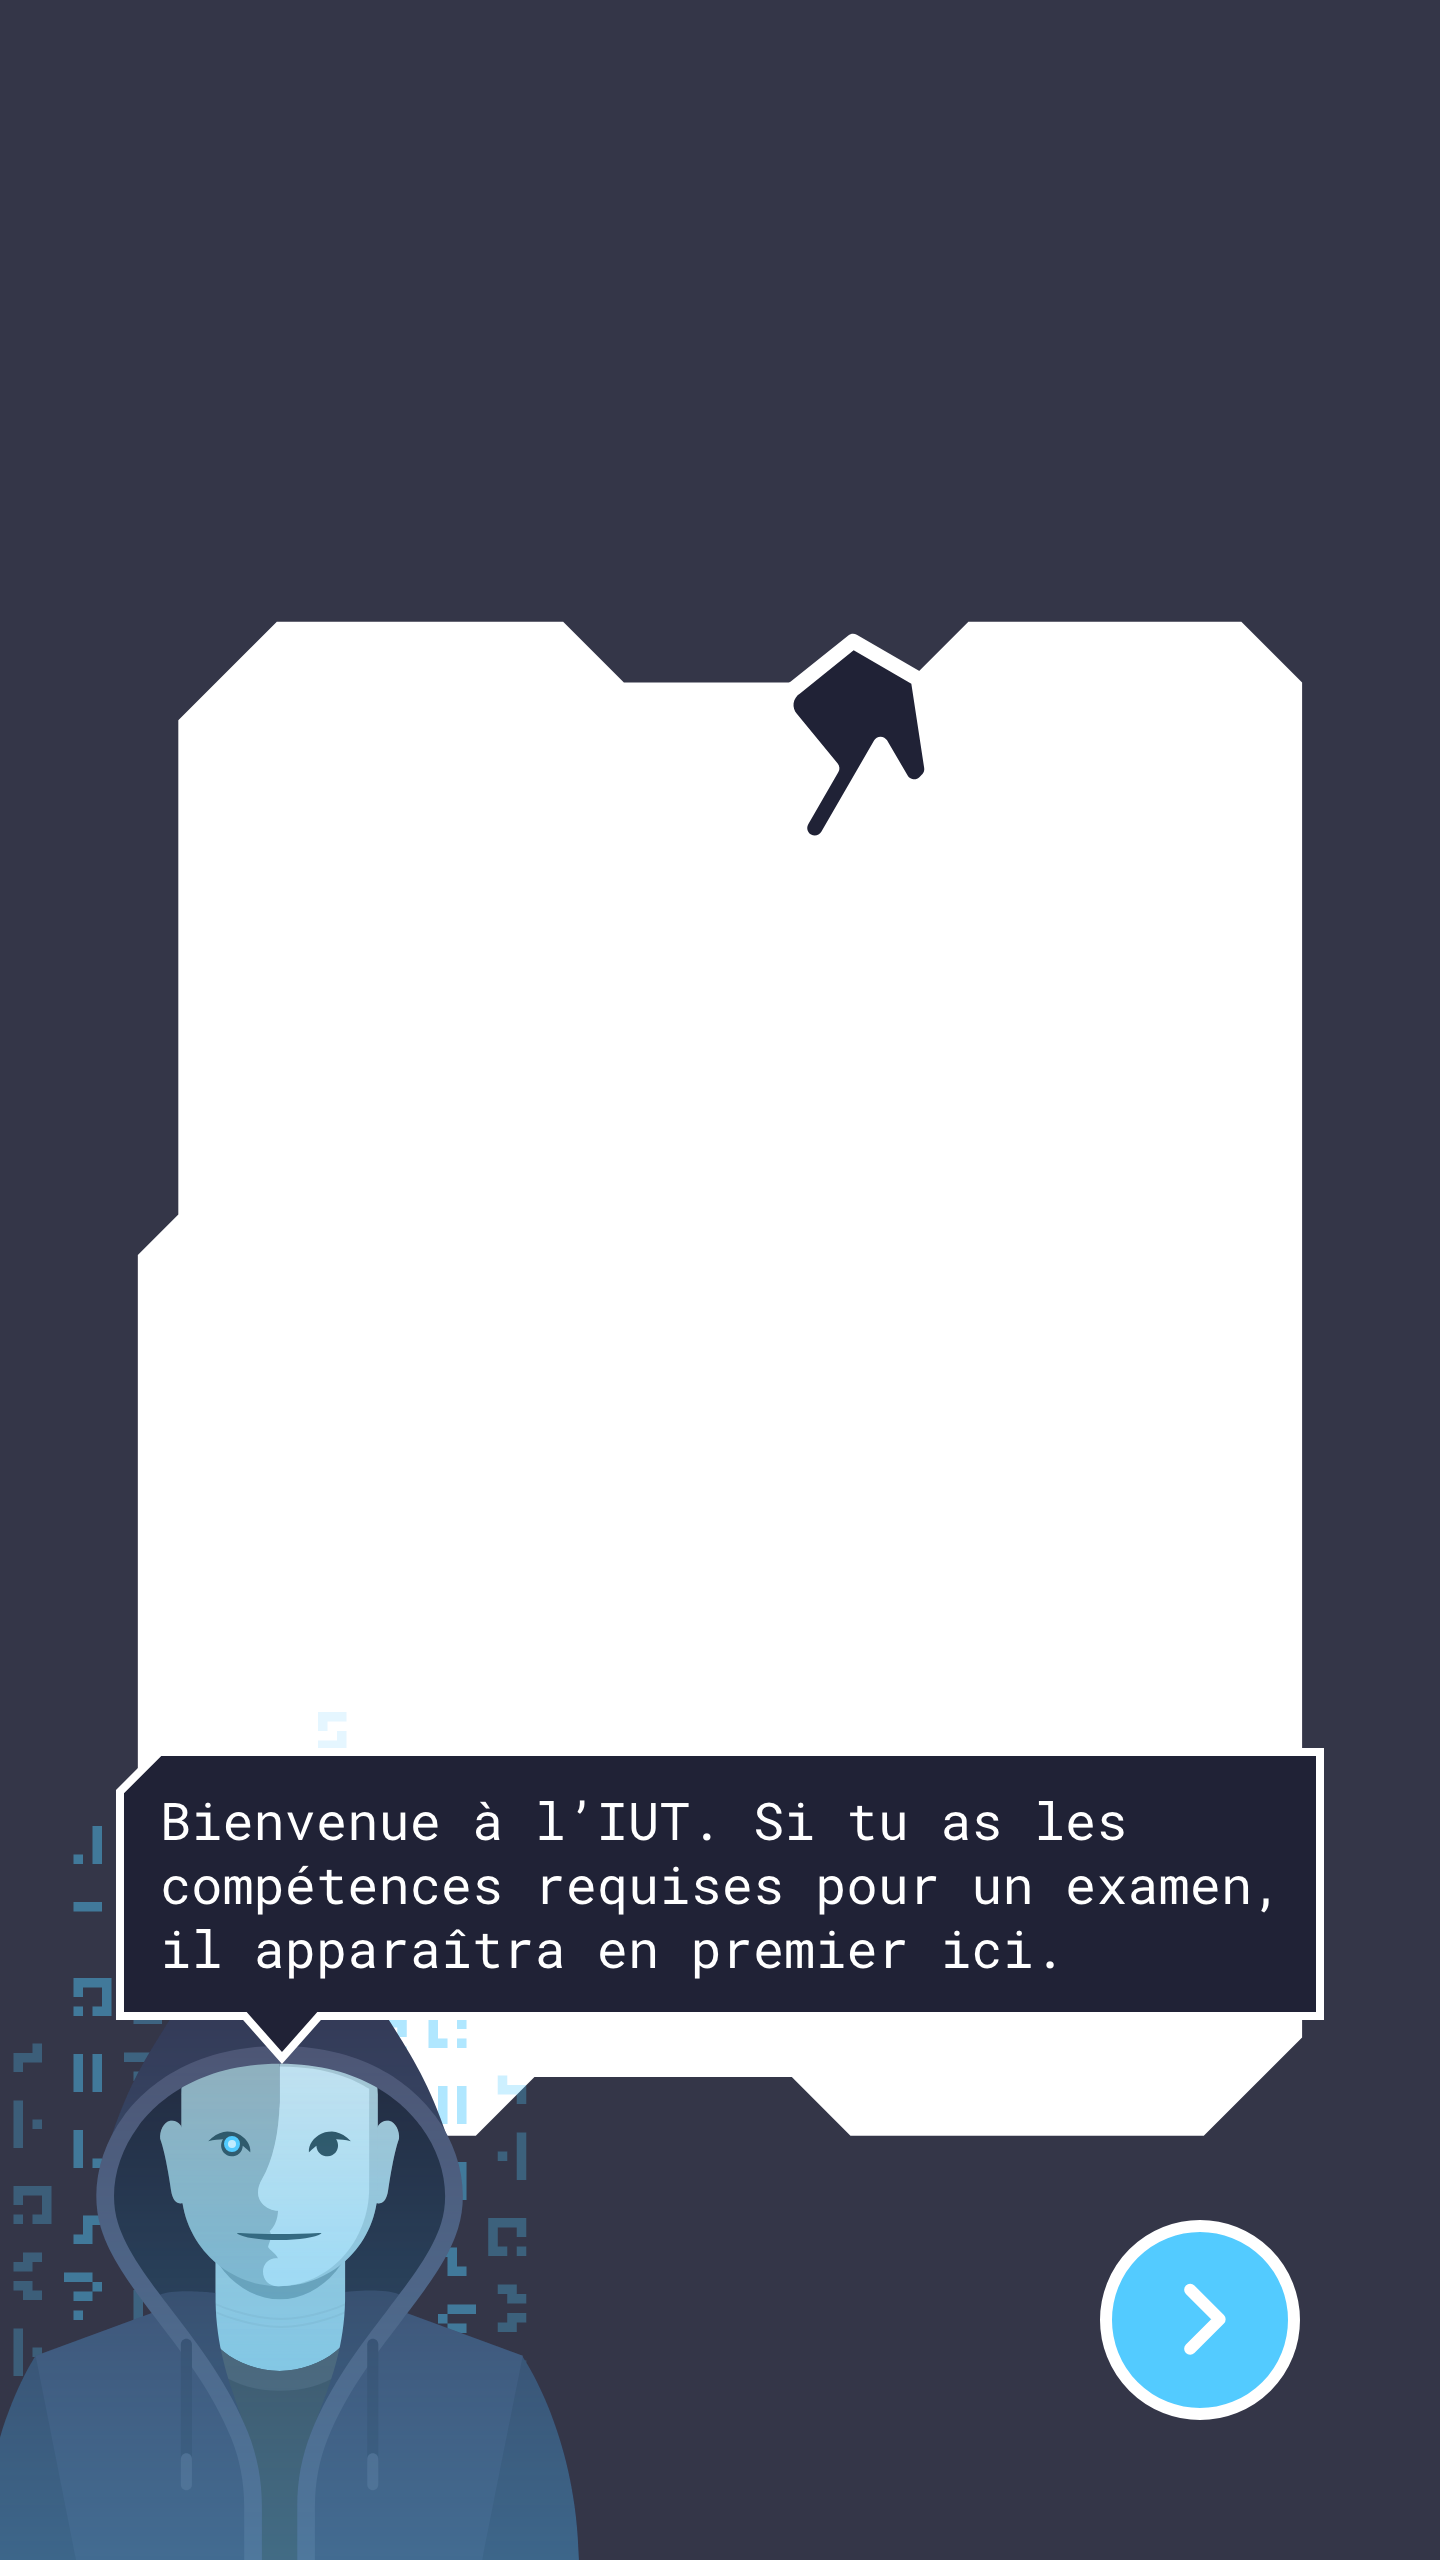 Bienvenue à l’IUT. Si tu as les
compétences requises pour un examen,
il apparaîtra en premier ici.